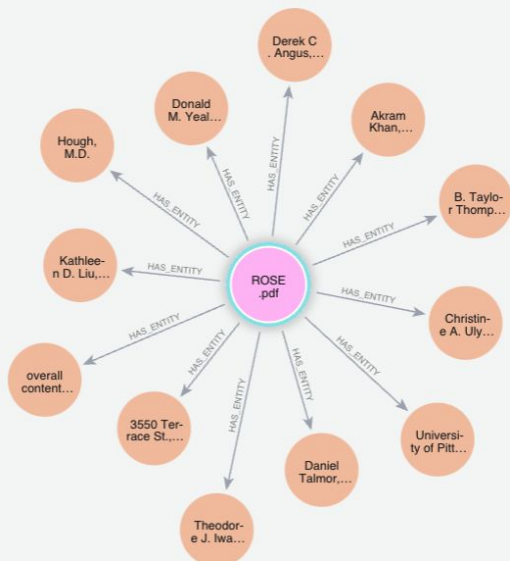 Derek C
. Angus,...
Donald
M. Yeal...
Akram
Khan,...
Hough,
M.D.
B. Taylo-
r Thomp...
Kathlee-
n D. Liu,...
ROSE
.pdf
Christin-
e A. Uly...
overall
content...
3550 Ter-
race St.,...
Universi-
ty of Pitt...
Daniel
Talmor,...
Theodor-
e J. Iwa...
HAS_ENTITY
HAS_ENTITY
HAS_ENTITY
HAS_ENTITY
HAS_ENTITY
HAS_ENTITY
HAS_ENTITY
HAS_ENTITY
HAS_ENTITY
HAS_ENTITY
HAS_ENTITY
HAS_ENTITY